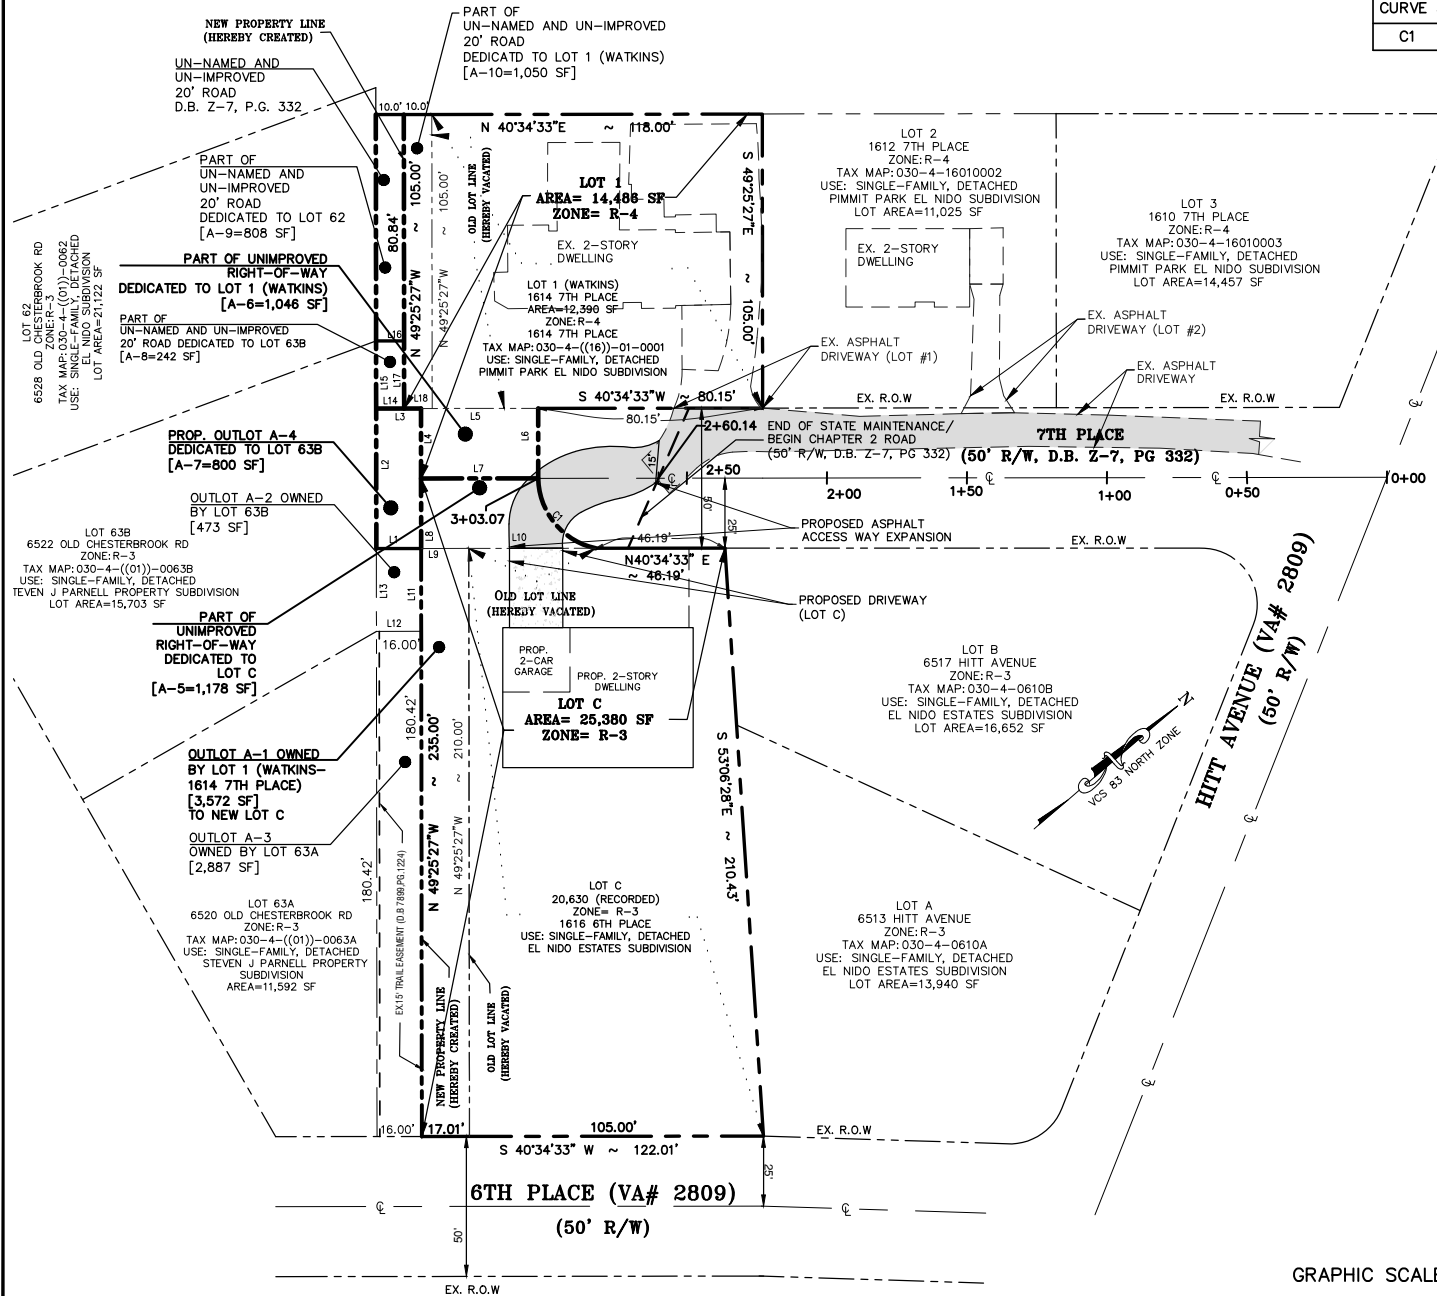 CURVE
C1
NEW PROPERTY LINE
(HEREBY CREATED)
PART OF
UN-NAMED AND UN-IMPROVED
20' ROAD
DEDICATD TO LOT 1 (WATKINS)
[A-10=1,050 SF]
UN-NAMED AND
UN-IMPROVED
20' ROAD
D.B. Z-7, P.G. 332
10.0' 10.0'
N 40°34'33"E ~ 118.00'
PART OF
UN-NAMED AND
UN-IMPROVED
20' ROAD
DEDICATED TO LOT 62
[A-9=808 SF]
80.84'
N 49°25'27"W ~ 105.00'
N 49°25'27"W ~ 105.00'
OLD LOT LINE
(HEREBY VACATED)
LOT 1
AREA= 14,486 SF
ZONE= R-4
EX. 2-STORY
DWELLING
S 49°25'27"E ~ 105.00'
LOT 1 (WATKINS)
1614 7TH PLACE
AREA=12,390 SF
ZONE:R-4
1614 7TH PLACE
TAX MAP:030-4-((16))-01-0001
USE: SINGLE-FAMILY, DETACHED
PIMMIT PARK EL NIDO SUBDIVISION
LOT 2
1612 7TH PLACE
ZONE:R-4
TAX MAP:030-4-16010002
USE: SINGLE-FAMILY, DETACHED
PIMMIT PARK EL NIDO SUBDIVISION
LOT AREA=11,025 SF
EX. 2-STORY
DWELLING
LOT 3
1610 7TH PLACE
ZONE:R-4
TAX MAP:030-4-16010003
USE: SINGLE-FAMILY, DETACHED
PIMMIT PARK EL NIDO SUBDIVISION
LOT AREA=14,457 SF
LOT 62
6528 OLD CHESTERBROOK RD
ZONE:R-3
TAX MAP:030-4-((01))-0062
USE: SINGLE-FAMILY, DETACHED
EL NIDO SUBDIVISION
LOT AREA=21,122 SF
PART OF UNIMPROVED
RIGHT-OF-WAY
DEDICATED TO LOT 1 (WATKINS)
[A-6=1,046 SF]
PART OF
UN-NAMED AND UN-IMPROVED
20' ROAD DEDICATED TO LOT 63B
[A-8=242 SF]
L16
L15
L17
L14
L18
L3
L5
L4
L6
L2
L7
EX. ASPHALT
DRIVEWAY (LOT #1)
EX. ASPHALT
DRIVEWAY (LOT #2)
EX. ASPHALT
DRIVEWAY
S 40°34'33"W ~ 80.15'
80.15'
EX. R.O.W
EX. R.O.W
PROP. OUTLOT A-4
DEDICATED TO LOT 63B
[A-7=800 SF]
2+60.14
END OF STATE MAINTENANCE/
BEGIN CHAPTER 2 ROAD
(50' R/W, D.B. Z-7, PG 332)
7TH PLACE
(50' R/W, D.B. Z-7, PG 332)
15'
2+50
2+00
1+50
1+00
0+50
0+00
50'
25'
OUTLOT A-2 OWNED
BY LOT 63B
[473 SF]
3+03.07
C1
L1
L8
L9
L10
46.19'
N40°34'33" E
~ 46.19'
PROPOSED ASPHALT
ACCESS WAY EXPANSION
EX. R.O.W
LOT 63B
6522 OLD CHESTERBROOK RD
ZONE:R-3
TAX MAP:030-4-((01))-0063B
USE: SINGLE-FAMILY, DETACHED
TEVEN J PARNELL PROPERTY SUBDIVISION
LOT AREA=15,703 SF
L13
L11
L12
16.00'
OLD LOT LINE
(HEREBY VACATED)
PROPOSED DRIVEWAY
(LOT C)
PART OF
UNIMPROVED
RIGHT-OF-WAY
DEDICATED TO
LOT C
[A-5=1,178 SF]
PROP.
2-CAR
GARAGE
PROP. 2-STORY
DWELLING
LOT C
AREA= 25,380 SF
ZONE= R-3
LOT B
6517 HITT AVENUE
ZONE:R-3
TAX MAP:030-4-0610B
USE: SINGLE-FAMILY, DETACHED
EL NIDO ESTATES SUBDIVISION
LOT AREA=16,652 SF
HITT AVENUE (VA# 2809)
(50' R/W)
N
VCS 83 NORTH ZONE
OUTLOT A-1 OWNED
BY LOT 1 (WATKINS-
1614 7TH PLACE)
[3,572 SF]
TO NEW LOT C
OUTLOT A-3
OWNED BY LOT 63A
[2,887 SF]
180.42'
180.42'
N 49°25'27"W ~ 235.00'
N 49°25'27"W ~ 210.00'
S 53°06'28"E ~ 210.43'
LOT 63A
6520 OLD CHESTERBROOK RD
ZONE:R-3
TAX MAP:030-4-((01))-0063A
USE: SINGLE-FAMILY, DETACHED
STEVEN J PARNELL PROPERTY
SUBDIVISION
AREA=11,592 SF
EX.15' TRAIL EASEMENT (D.B 7899,PG.1224)
LOT C
20,630 (RECORDED)
ZONE= R-3
1616 6TH PLACE
USE: SINGLE-FAMILY, DETACHED
EL NIDO ESTATES SUBDIVISION
LOT A
6513 HITT AVENUE
ZONE:R-3
TAX MAP:030-4-0610A
USE: SINGLE-FAMILY, DETACHED
EL NIDO ESTATES SUBDIVISION
LOT AREA=13,940 SF
NEW PROPERTY LINE
(HEREBY CREATED)
OLD LOT LINE
(HEREBY VACATED)
16.00'
17.01'
105.00'
EX. R.O.W
S 40°34'33" W ~ 122.01'
25'
6TH PLACE (VA# 2809)
(50' R/W)
50'
EX. R.O.W
GRAPHIC SCALE